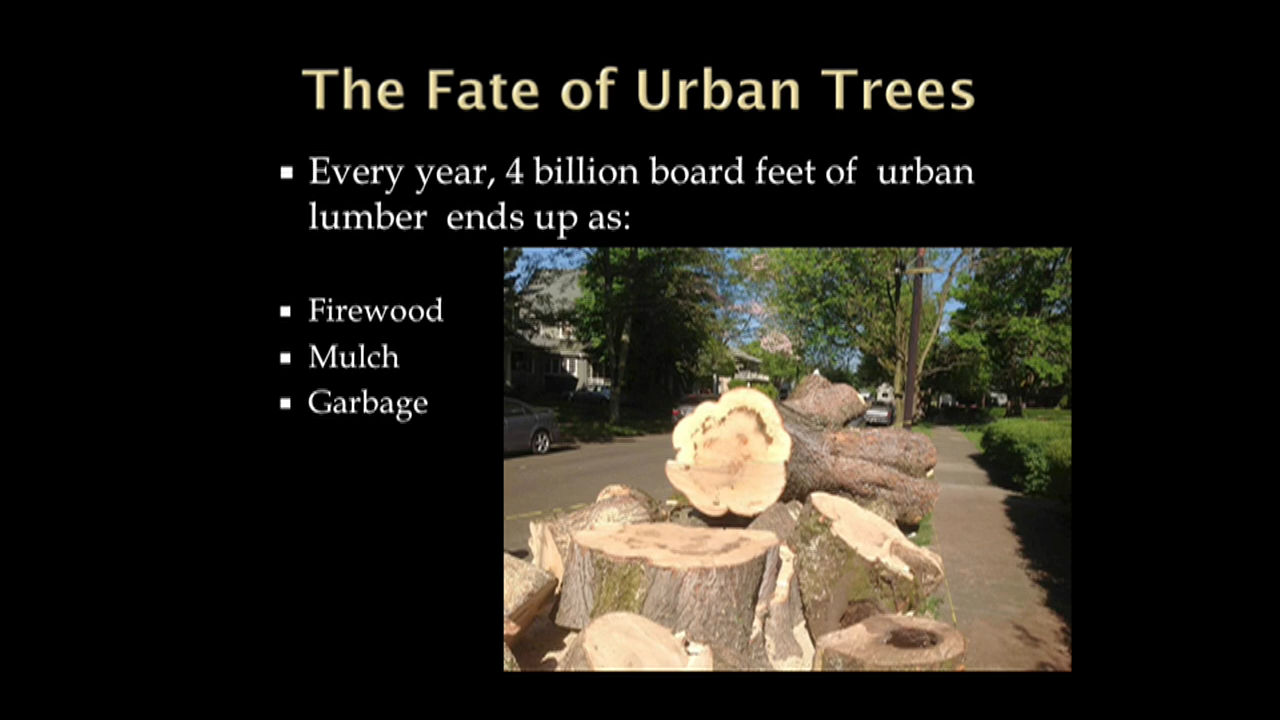 The Fate of Urban Trees
▪ Every year, 4 billion board feet of  urban
lumber  ends up as:
▪ Firewood
▪ Mulch
▪ Garbage